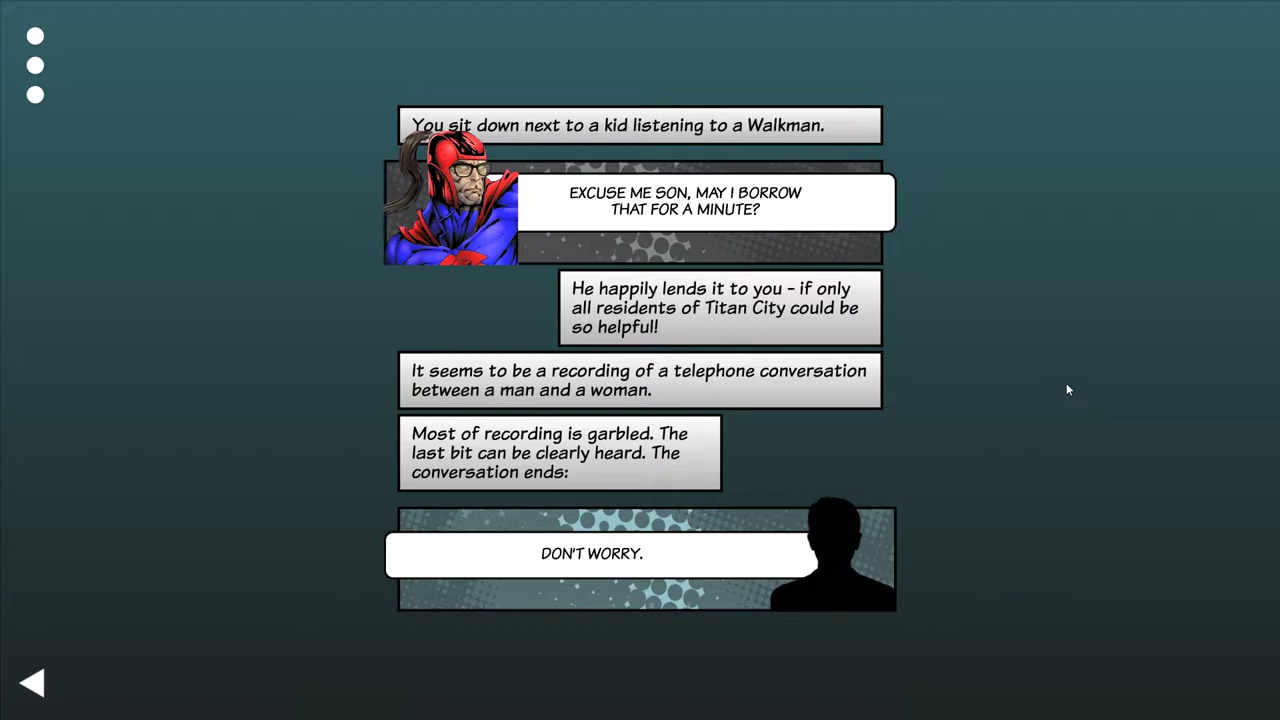 You sit down next to a kid listening to a Walkman.
EXCUSE ME SON, MAY I BORROW
THAT FOR A MINUTE?
He happily lends it to you - if only
all residents of Titan City could be
so helpful!
It seems to be a recording of a telephone conversation
between a man and a woman.
Most of recording is garbled. The
last bit can be clearly heard. The
conversation ends:
DON'T WORRY.